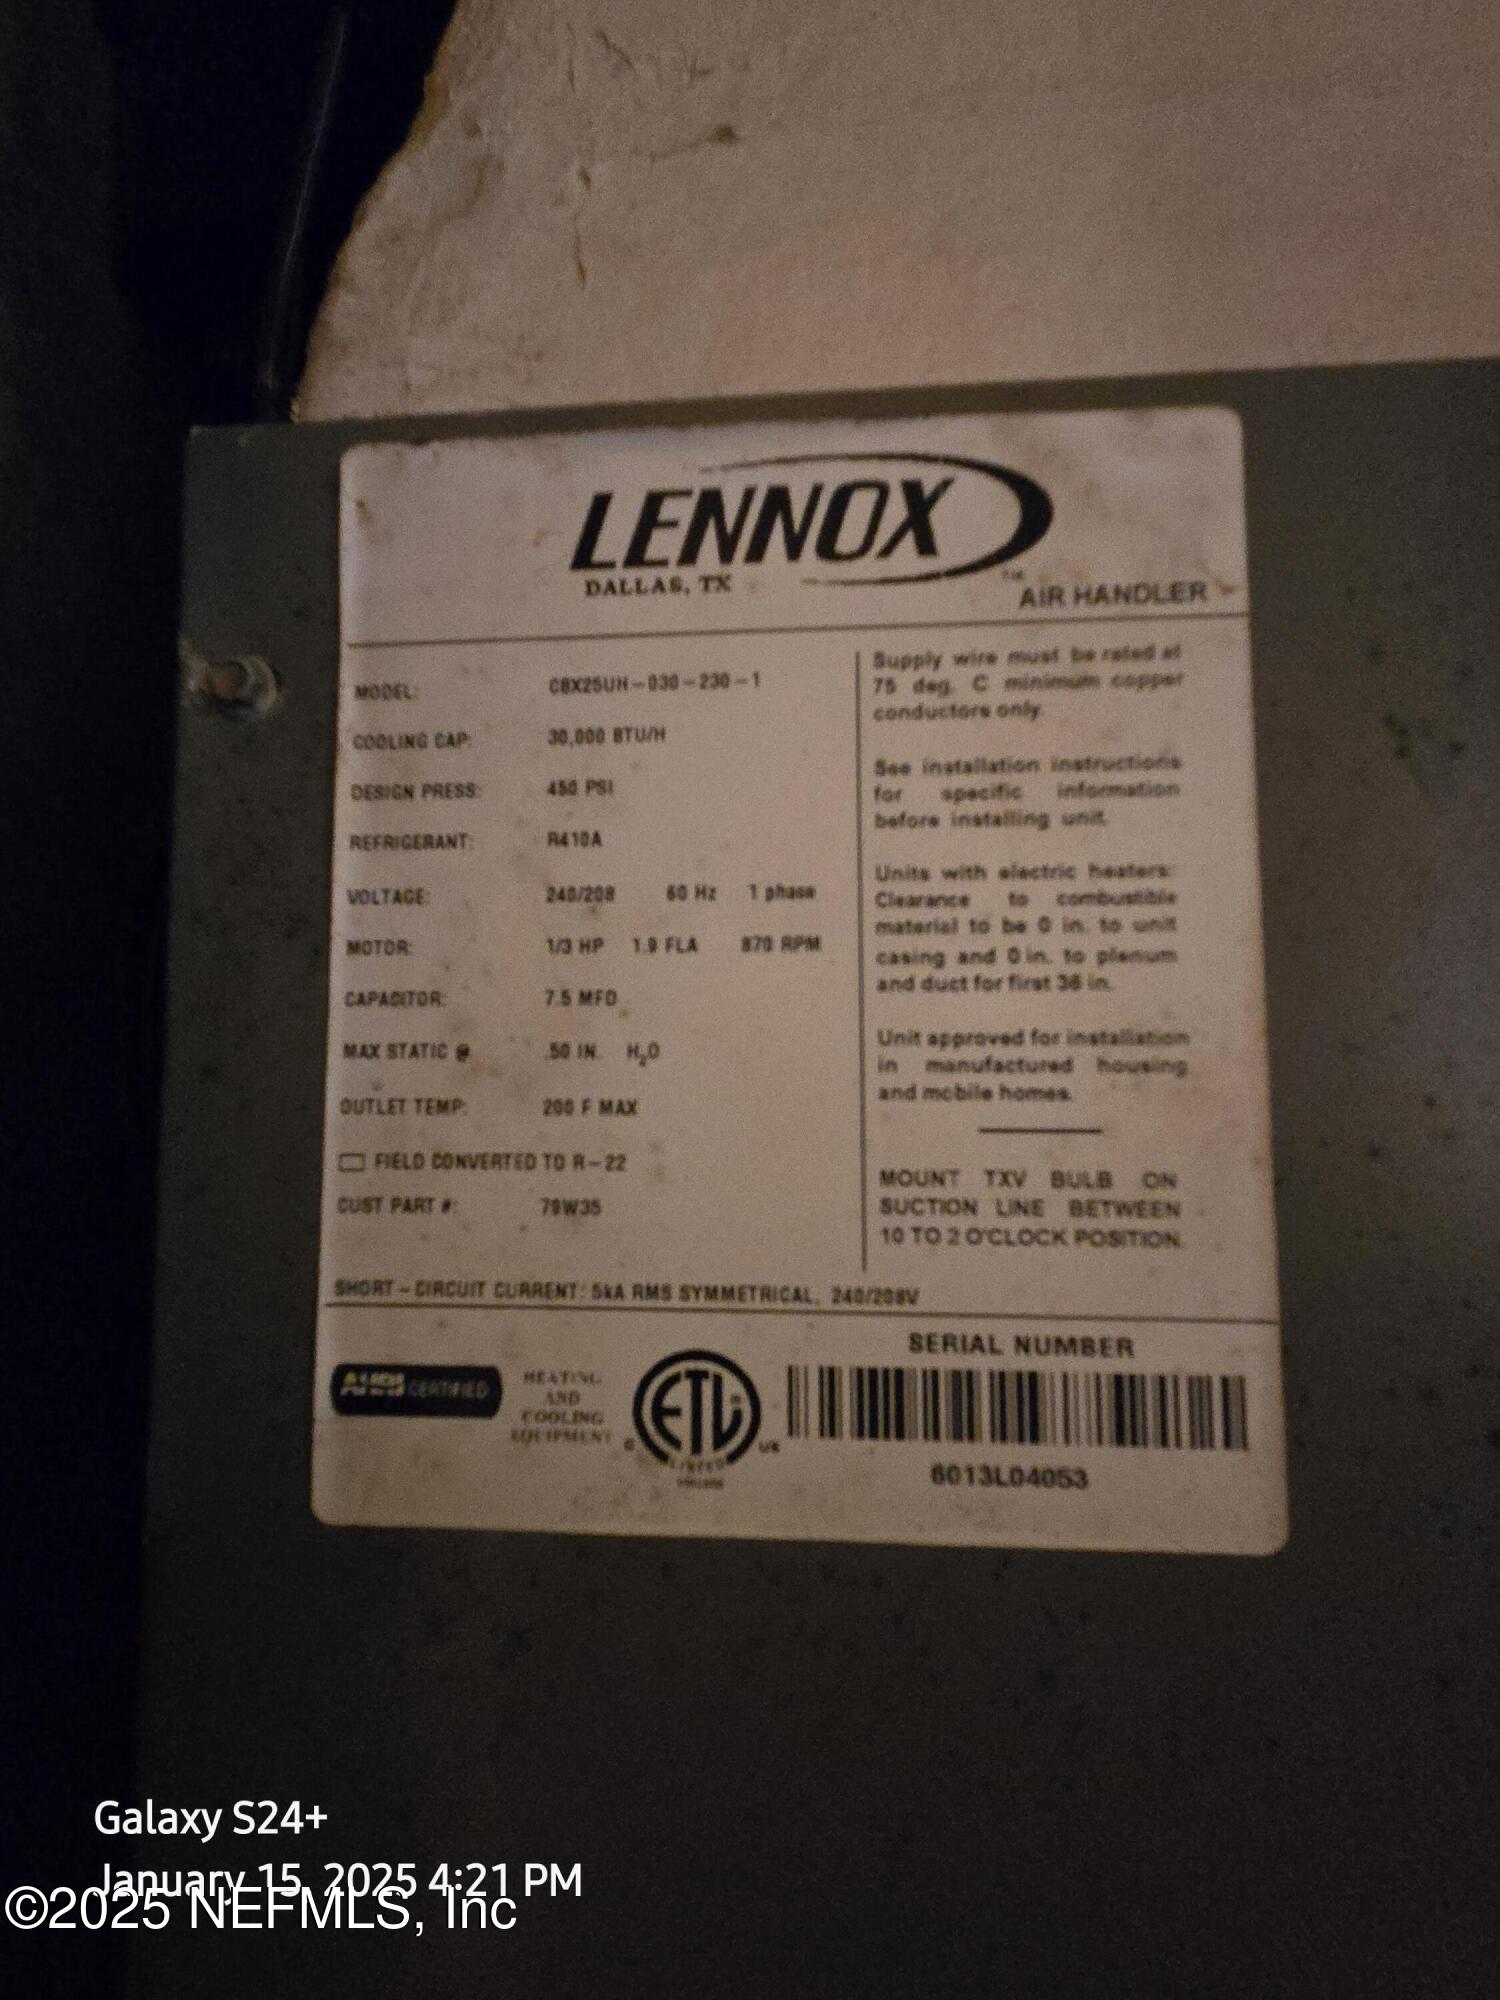 LENNOX
DALLAS, TX
™
AIR HANDLER
MODEL: CBX25UH-030-230-1
COOLING CAP: 30,000 BTU/H
DESIGN PRESS: 450 PSI
REFRIGERANT: R410A
VOLTAGE: 240/208 60 Hz 1 phase
MOTOR: 1/3 HP 1.9 FLA 870 RPM
CAPACITOR: 7.5 MFD
MAX STATIC @ .50 IN. H₂O
OUTLET TEMP: 200 F MAX
FIELD CONVERTED TO R-22
CUST PART #: 79W35
Supply wire must be rated at
75 deg. C minimum copper
conductors only.
See installation instructions
for specific information
before installing unit.
Units with electric heaters:
Clearance to combustible
material to be 0 in. to unit
casing and 0 in. to plenum
and duct for first 36 in.
Unit approved for installation
in manufactured housing
and mobile homes.
MOUNT TXV BULB ON
SUCTION LINE BETWEEN
10 TO 2 O'CLOCK POSITION.
SHORT-CIRCUIT CURRENT: 5kA RMS SYMMETRICAL, 240/208V
AHRI CERTIFIED
HEATING
AND
COOLING
EQUIPMENT
C ETL US
LISTED
SERIAL NUMBER
6013L04053
Galaxy S24+
January 15, 2025 4:21 PM
©2025 NEFMLS, Inc